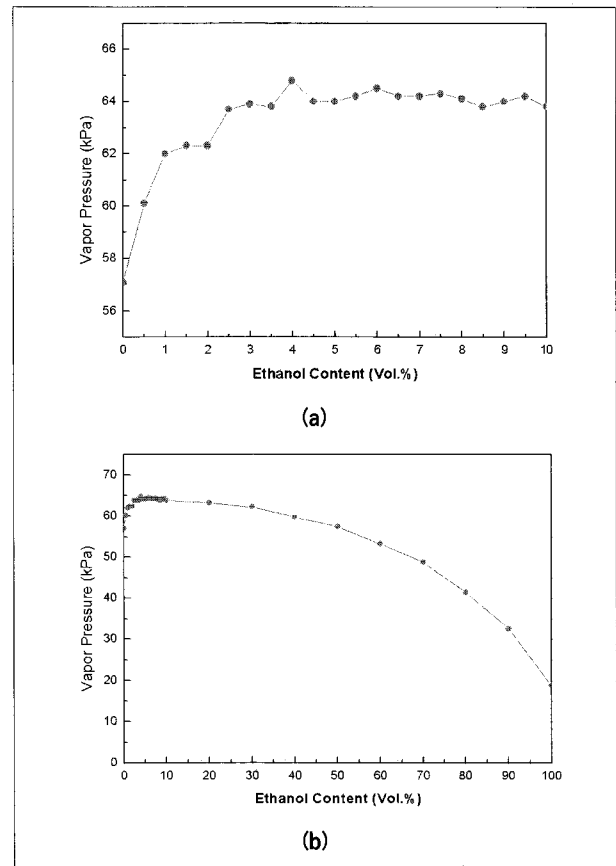 66
64
62
60
58
56
Vapor Pressure (kPa)
0 1 2 3 4 5 6 7 8 9 10
Ethanol Content (Vol.%)
(a)
70
60
50
40
30
20
10
0
Vapor Pressure (kPa)
0 10 20 30 40 50 60 70 80 90 100
Ethanol Content (Vol.%)
(b)